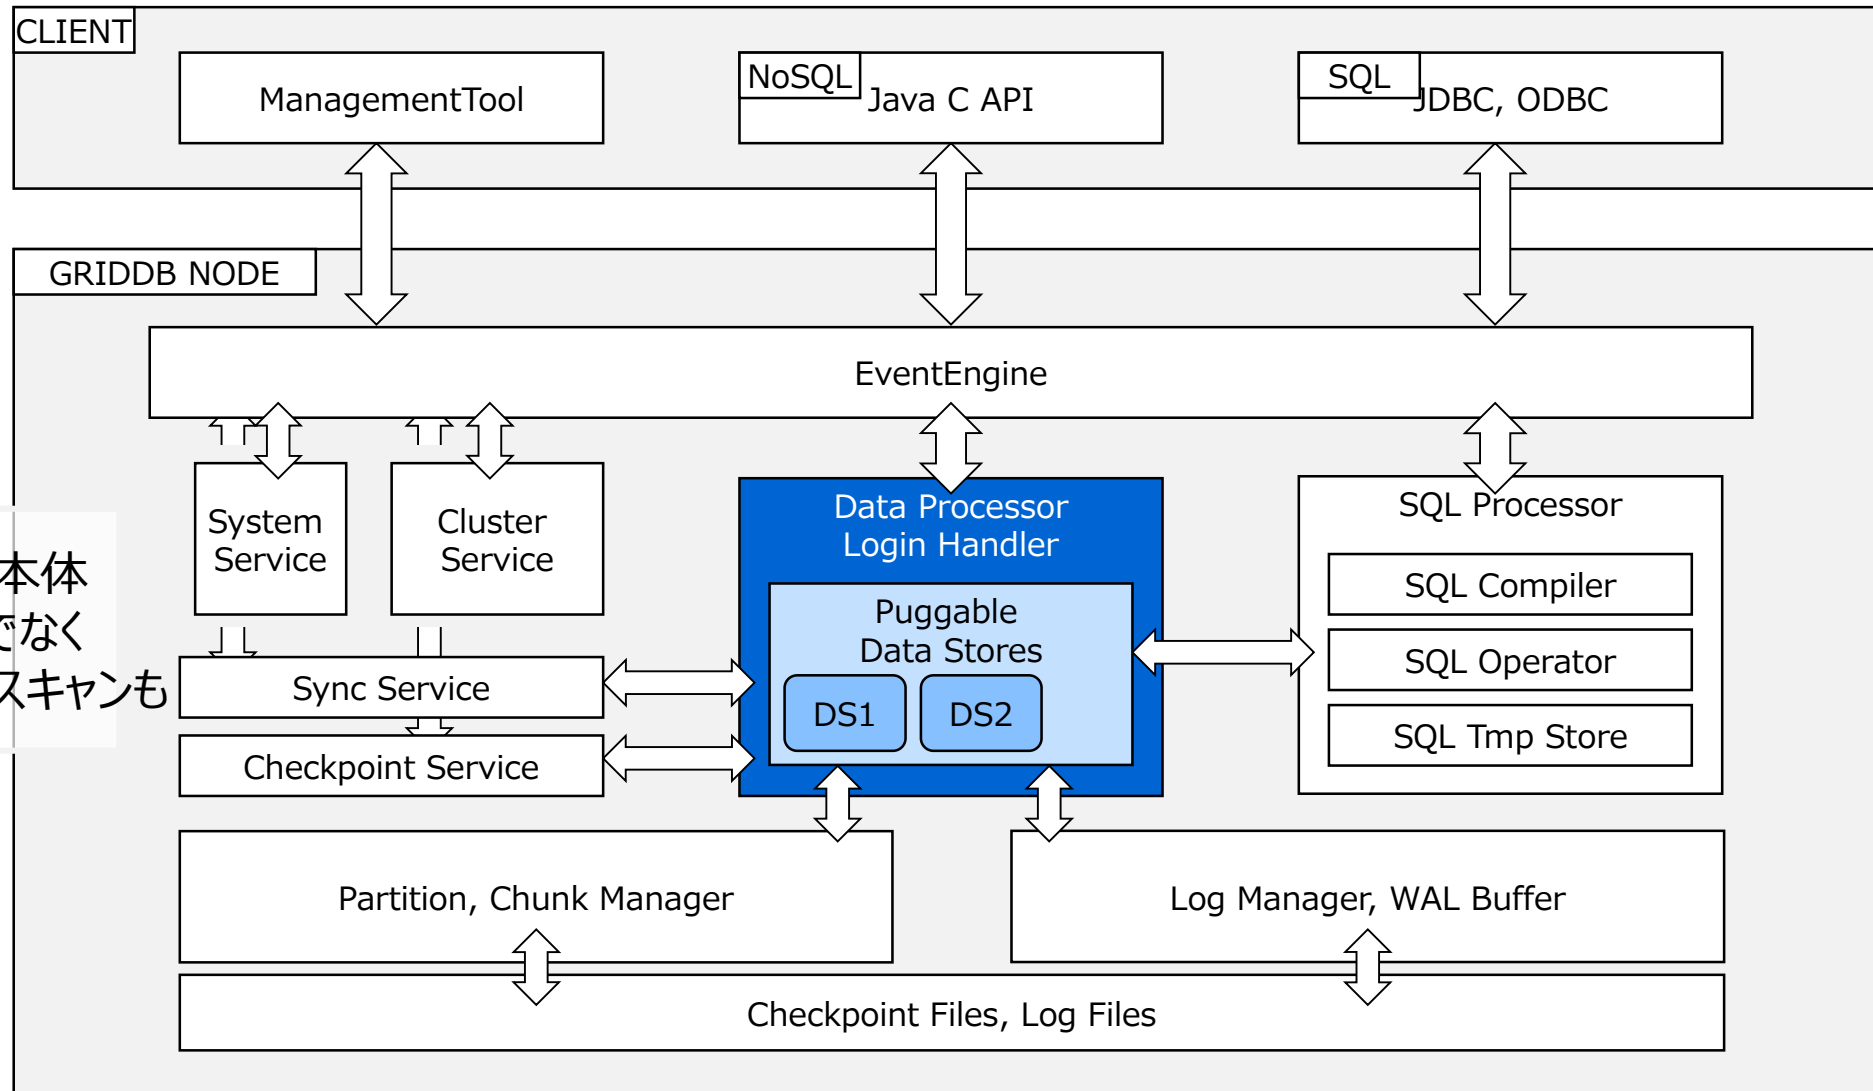 CLIENT
ManagementTool
NoSQL
Java C API
SQL
JDBC, ODBC
GRIDDB NODE
EventEngine
System
Service
Cluster
Service
Data Processor
Login Handler
SQL Processor
本体
でなく
スキャンも
Puggable
Data Stores
DS1
DS2
SQL Compiler
SQL Operator
SQL Tmp Store
Sync Service
Checkpoint Service
Partition, Chunk Manager
Log Manager, WAL Buffer
Checkpoint Files, Log Files